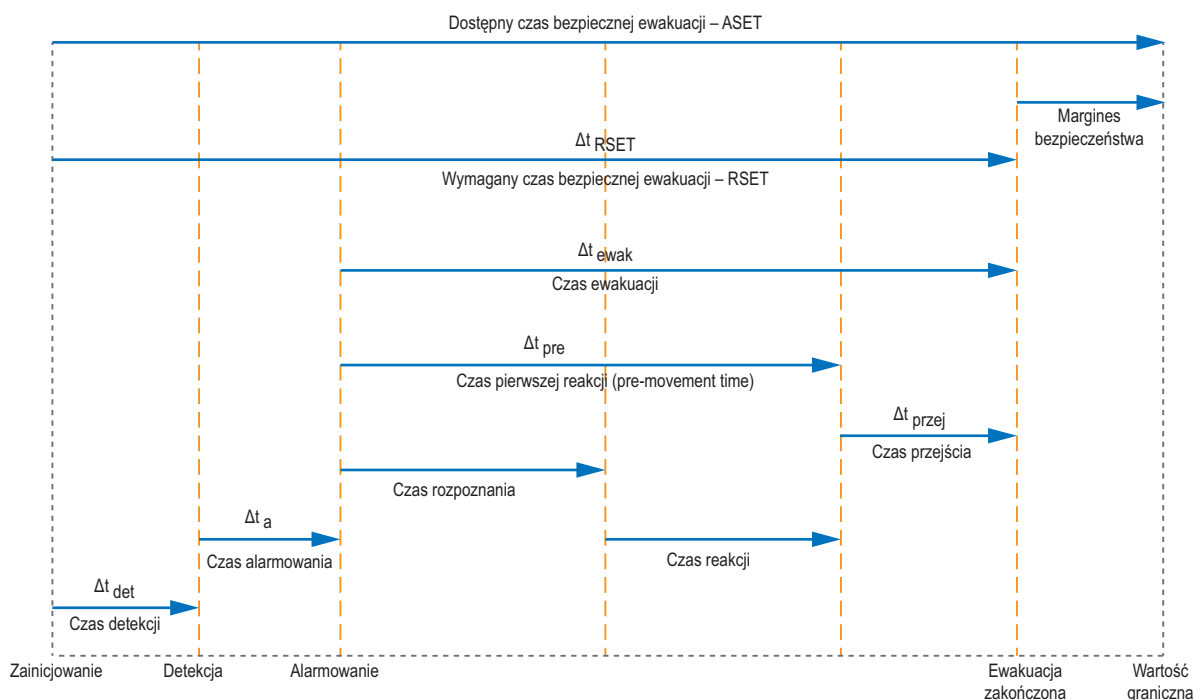 Dostępny czas bezpiecznej ewakuacji – ASET
Margines
bezpieczeństwa
Δt RSET
Wymagany czas bezpiecznej ewakuacji – RSET
Δt ewak
Czas ewakuacji
Δt pre
Czas pierwszej reakcji (pre-movement time)
Δt przej
Czas przejścia
Czas rozpoznania
Δt a
Czas alarmowania
Czas reakcji
Δt det
Czas detekcji
Zainicjowanie
Detekcja
Alarmowanie
Ewakuacja
zakończona
Wartość
graniczna